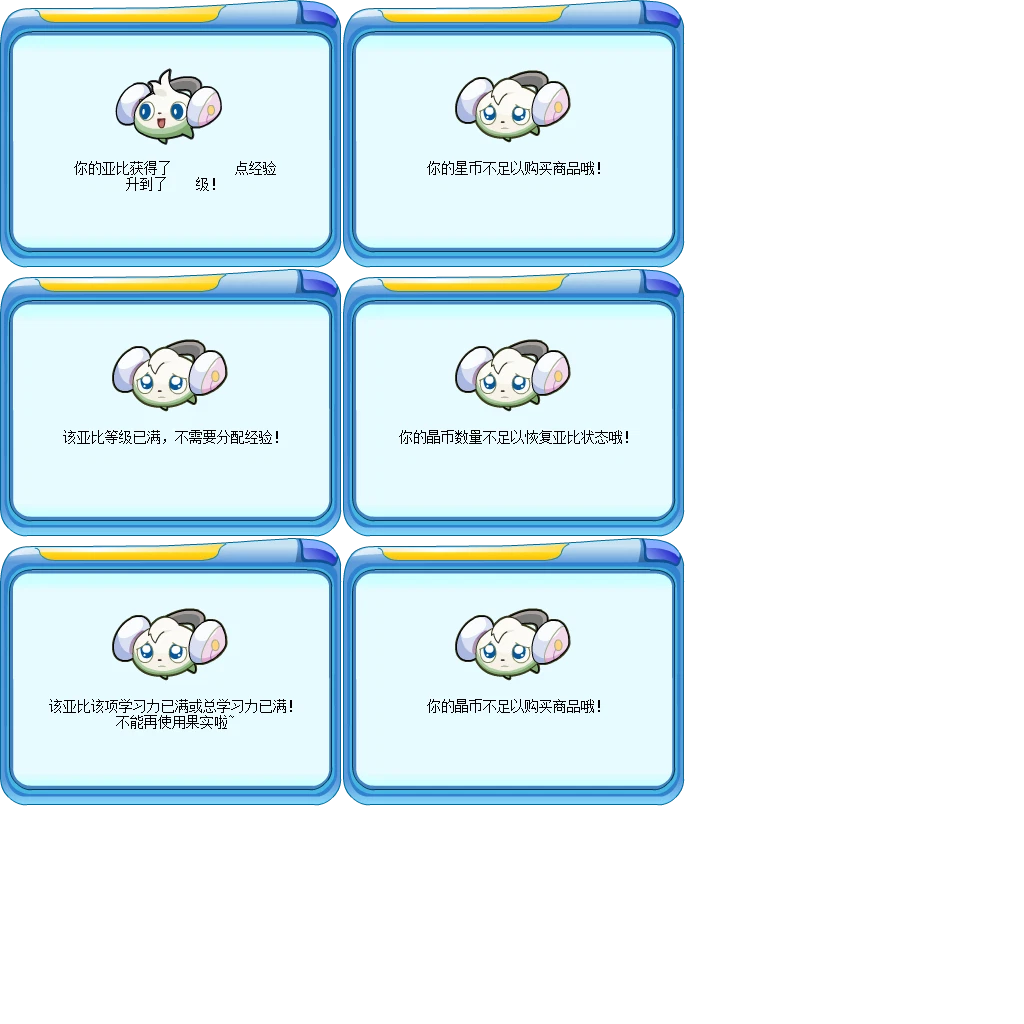 你的亚比获得了 点经验
升到了 级!
你的星币不足以购买商品哦!
该亚比等级已满,不需要分配经验!
你的晶币数量不足以恢复亚比状态哦!
该亚比该项学习力已满或总学习力已满!
不能再使用果实啦~
你的晶币不足以购买商品哦!